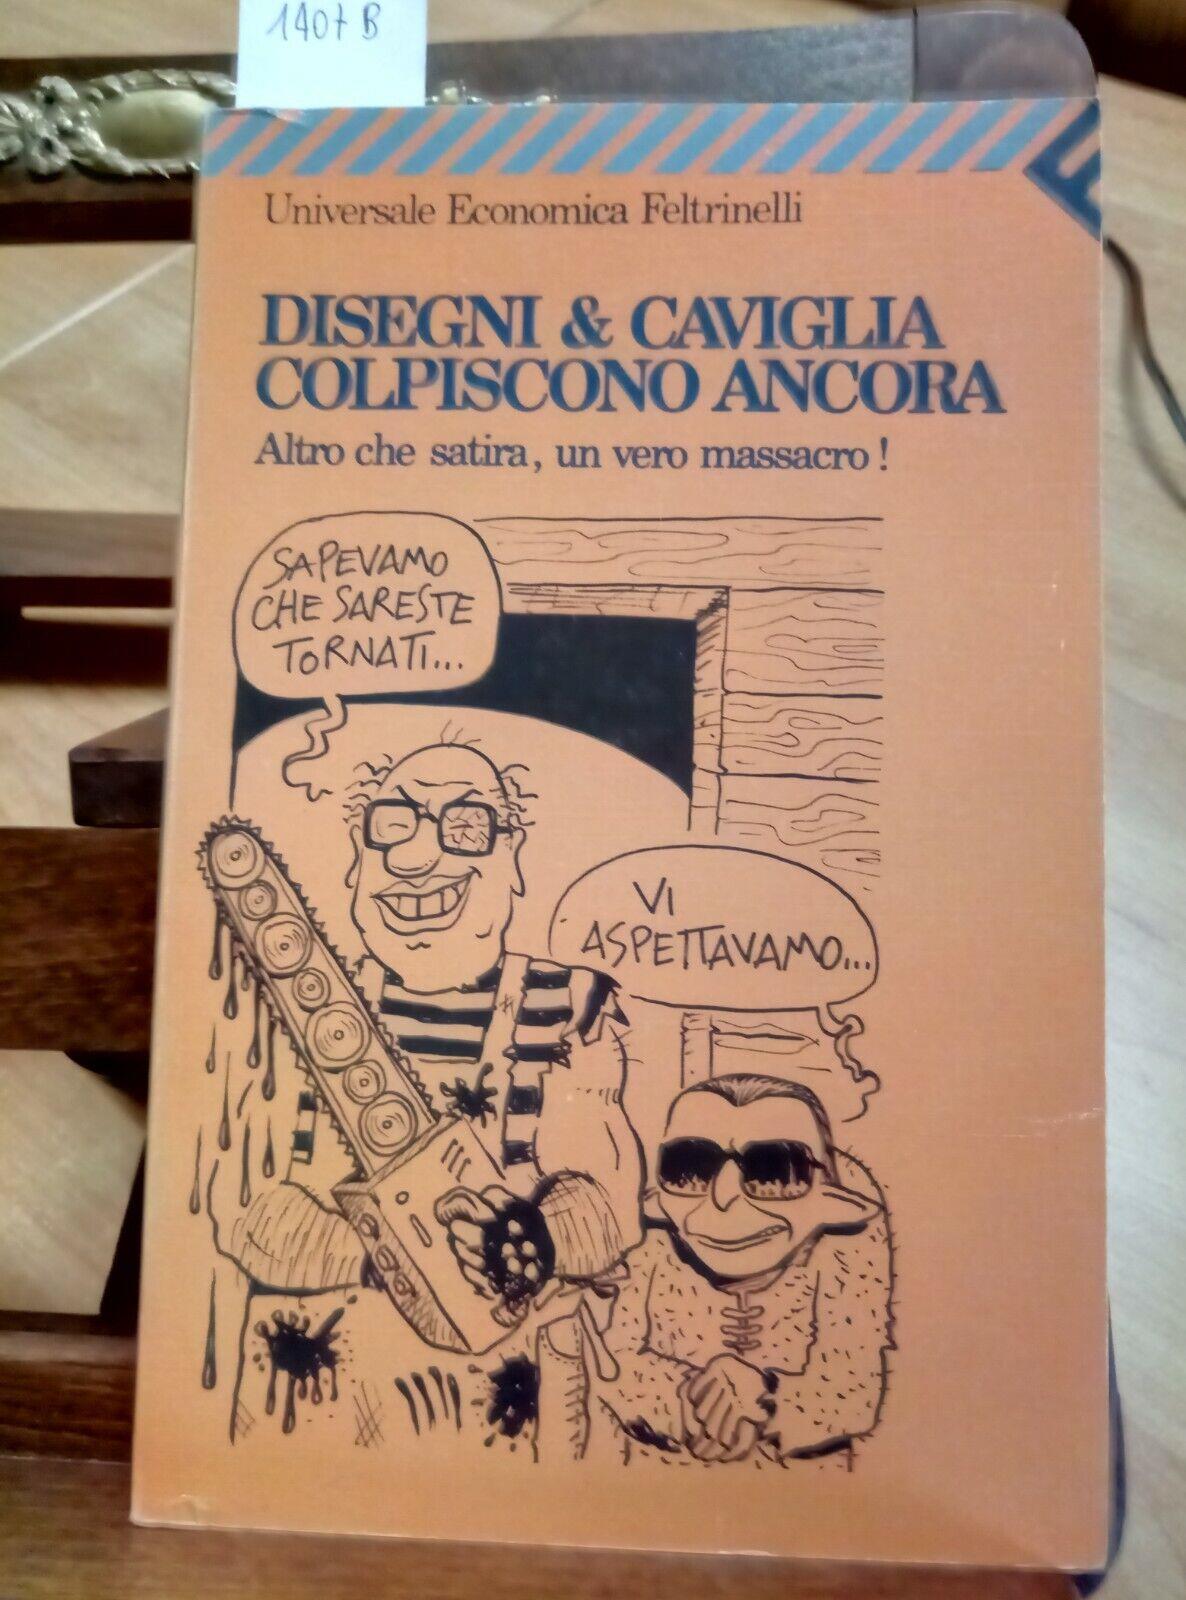 1407 B
F
Universale Economica Feltrinelli
DISEGNI & CAVIGLIA
COLPISCONO ANCORA
Altro che satira, un vero massacro!
SAPEVAMO
CHE SARESTE
TORNATI...
VI
ASPETTAVAMO...